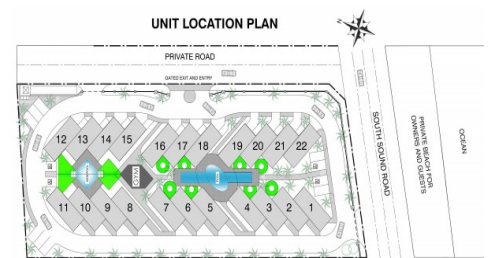 UNIT LOCATION PLAN
PRIVATE ROAD
GATED EXIT AND ENTRY
12 13 14 15 16 17 18 19 20 21 22
GYM
11 10 9 8 7 6 5 4 3 2 1
SOUTH SOUND ROAD
PRIVATE BEACH FOR
OWNERS AND GUESTS
OCEAN